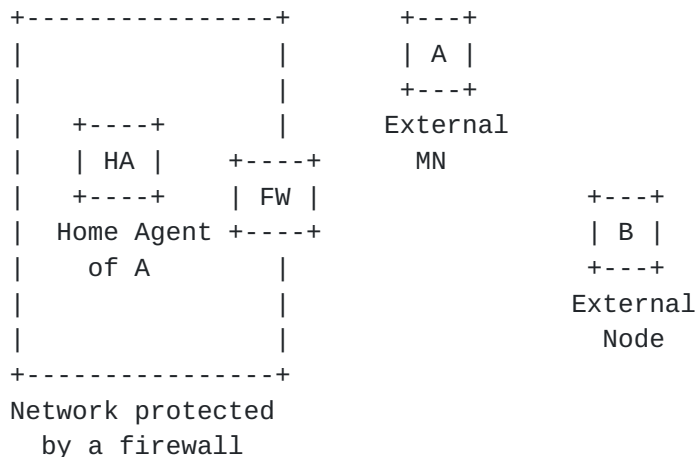 +----------------+       +---+
|                |       | A |
|                |       +---+
|   +----+       |      External
|   | HA |    +----+      MN
|   +----+    | FW |                 +---+
|  Home Agent +----+                 | B |
|    of A        |                   +---+
|                |                  External
|                |                    Node
+----------------+
Network protected
  by a firewall